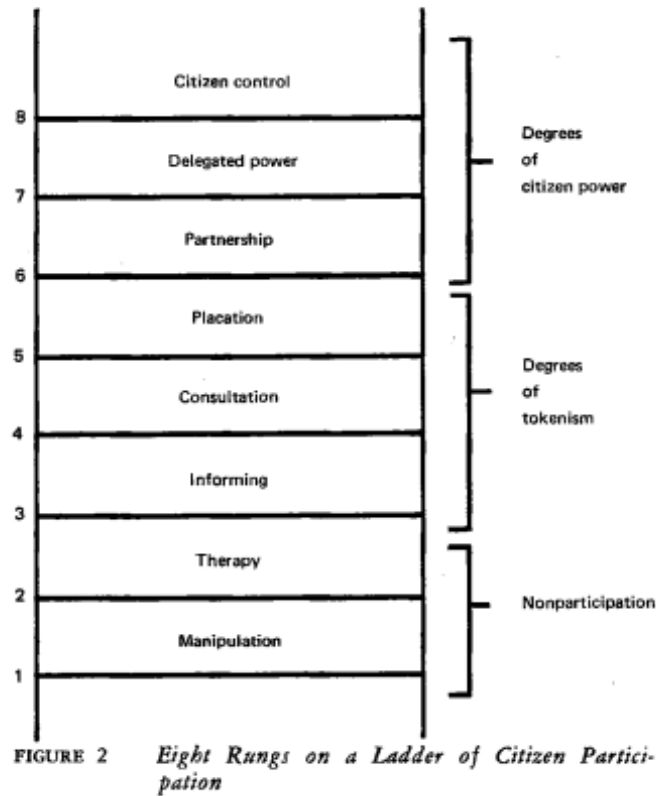 Citizen control
8
Delegated power
7
Partnership
6
Placation
5
Consultation
4
Informing
3
Therapy
2
Manipulation
1
Degrees
of
citizen power
Degrees
of
tokenism
Nonparticipation
FIGURE 2 Eight Rungs on a Ladder of Citizen Partici-
pation